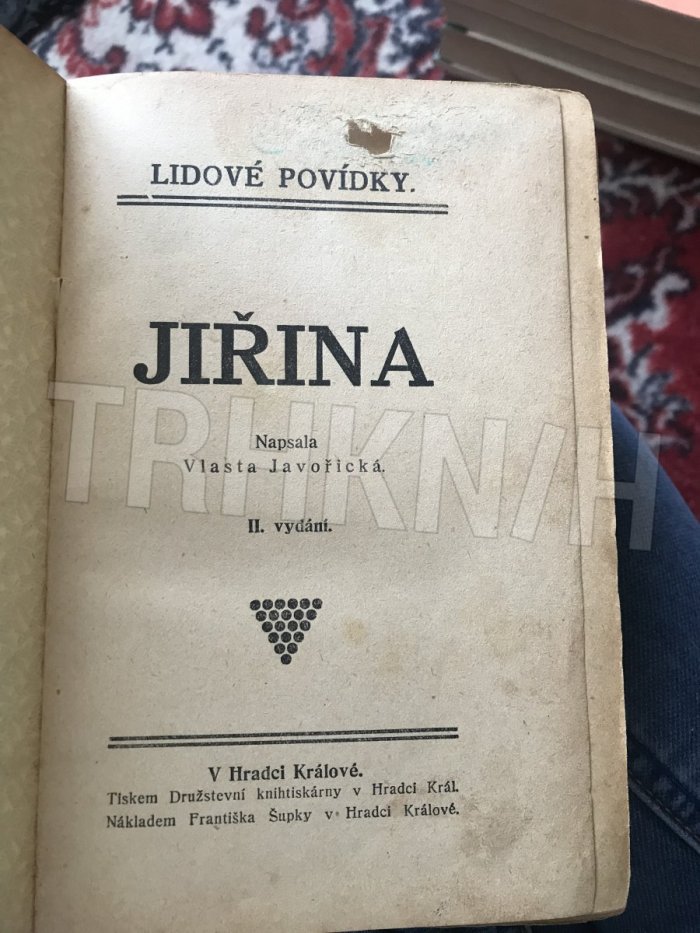 LIDOVÉ POVÍDKY.
JIŘINA
Napsala
Vlasta Javořická.
II. vydání.
V Hradci Králové.
Tiskem Družstevní knihtiskárny v Hradci Král.
Nákladem Františka Šupky v Hradci Králové.
TRHKN/H